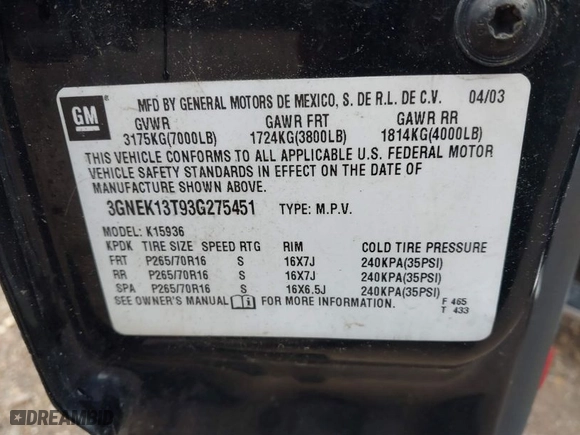 GM
MFD BY GENERAL MOTORS DE MEXICO, S. DE R.L. DE C.V. 04/03
GVWR GAWR FRT GAWR RR
3175KG(7000LB) 1724KG(3800LB) 1814KG(4000LB)
THIS VEHICLE CONFORMS TO ALL APPLICABLE U.S. FEDERAL MOTOR
VEHICLE SAFETY STANDARDS IN EFFECT ON THE DATE OF
MANUFACTURE SHOWN ABOVE.
3GNEK13T93G275451 TYPE: M.P.V.
MODEL: K15936
KPDK TIRE SIZE SPEED RTG RIM COLD TIRE PRESSURE
FRT P265/70R16 S 16X7J 240KPA(35PSI)
RR P265/70R16 S 16X7J 240KPA(35PSI)
SPA P265/70R16 S 16X6.5J 240KPA(35PSI)
SEE OWNER'S MANUAL FOR MORE INFORMATION.
F 465
T 433
DREAMBID